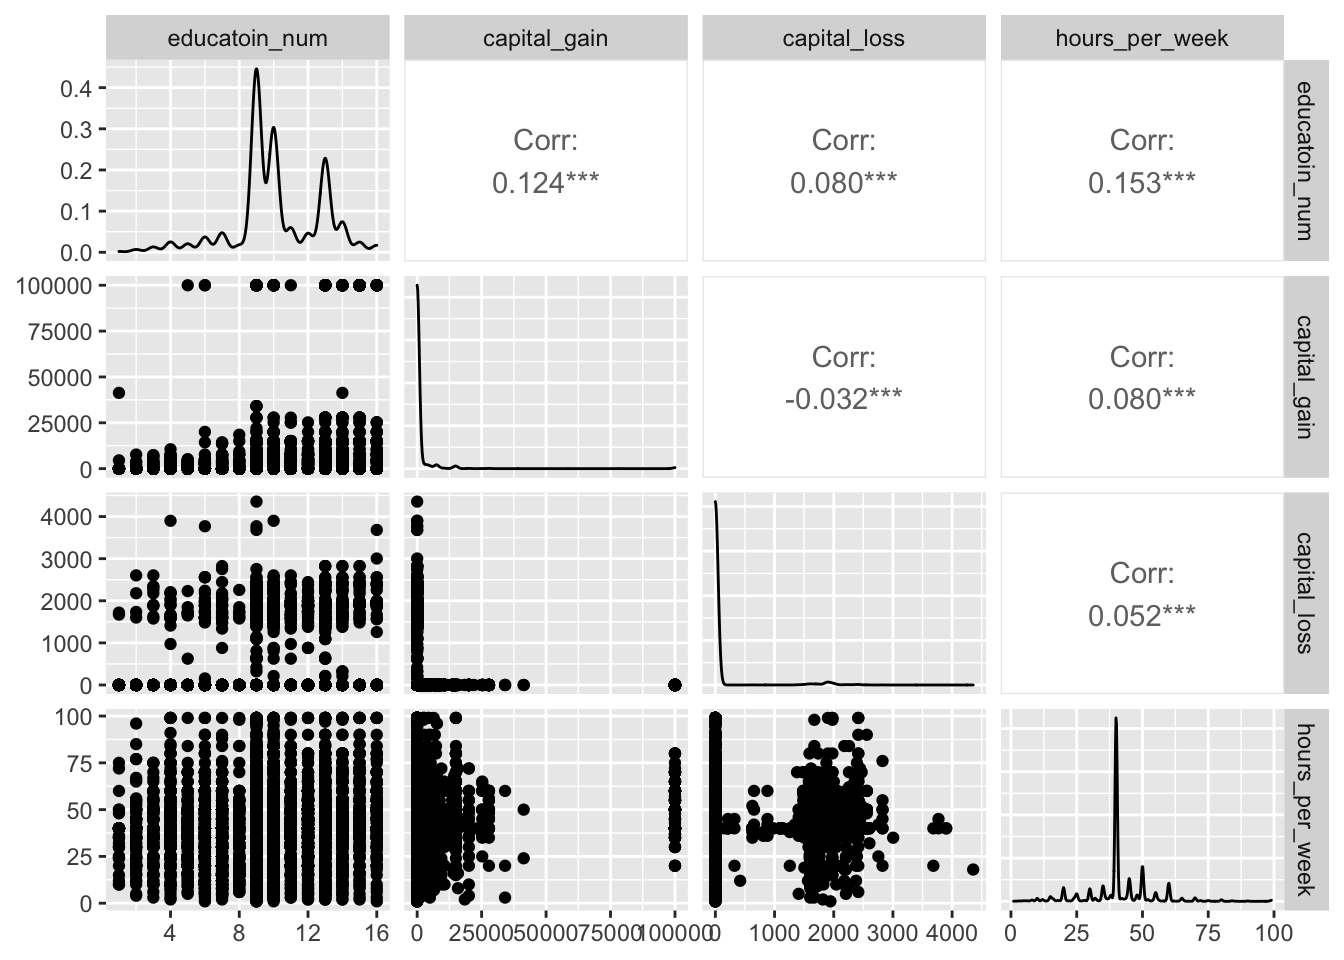 educatoin_num
capital_gain
capital_loss
hours_per_week
0.4
0.3
0.2
0.1
0.0
Corr:
0.124***
Corr:
0.080***
Corr:
0.153***
educatoin_num
100000
75000
50000
25000
0
Corr:
-0.032***
Corr:
0.080***
capital_gain
4000
3000
2000
1000
0
Corr:
0.052***
capital_loss
100
75
50
25
0
hours_per_week
4 8 12 16
0 25000 50000 75000 100000
0 1000 2000 3000 4000
0 25 50 75 100